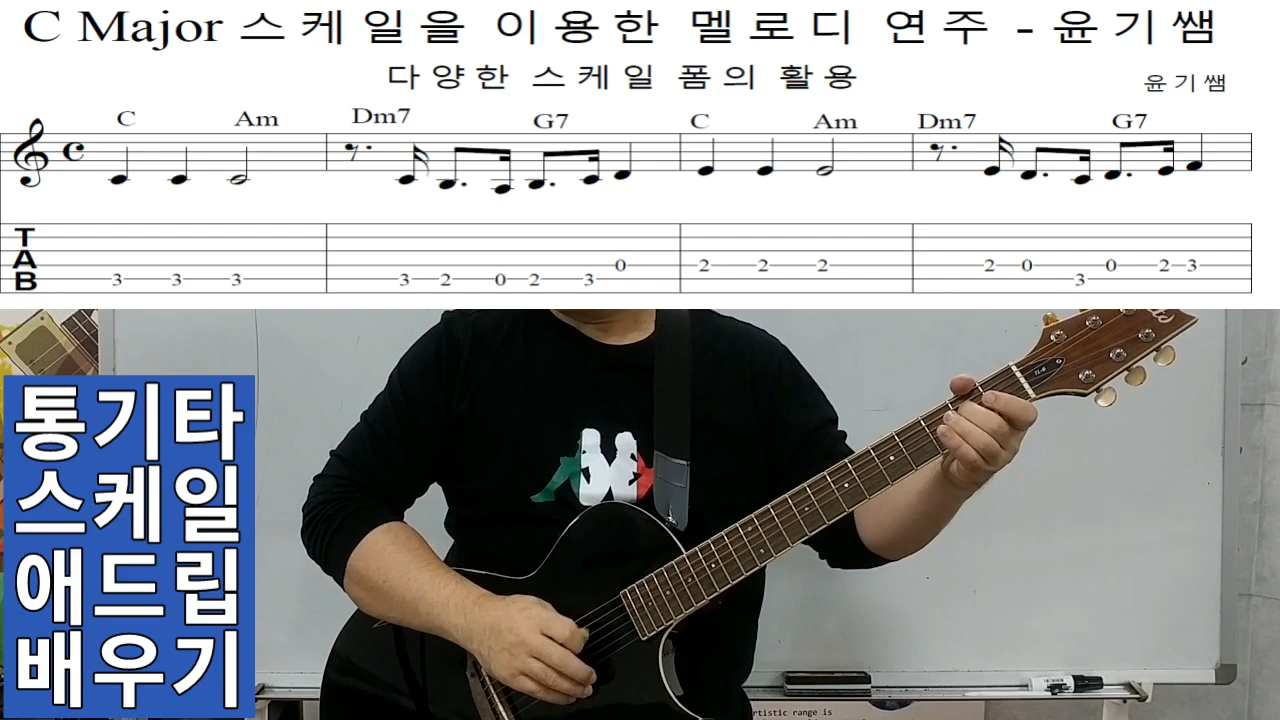 C Major 스케일을 이용한 멜로디 연주 - 윤기쌤
다양한 스케일 폼의 활용
윤기쌤
C Am Dm7 G7 C Am Dm7 G7
T
A
B
2 2 2 2 0 0 2 3
0
3 3 3 3 2 0 2 3 3
통기타
스케일
애드립
배우기
artistic range is